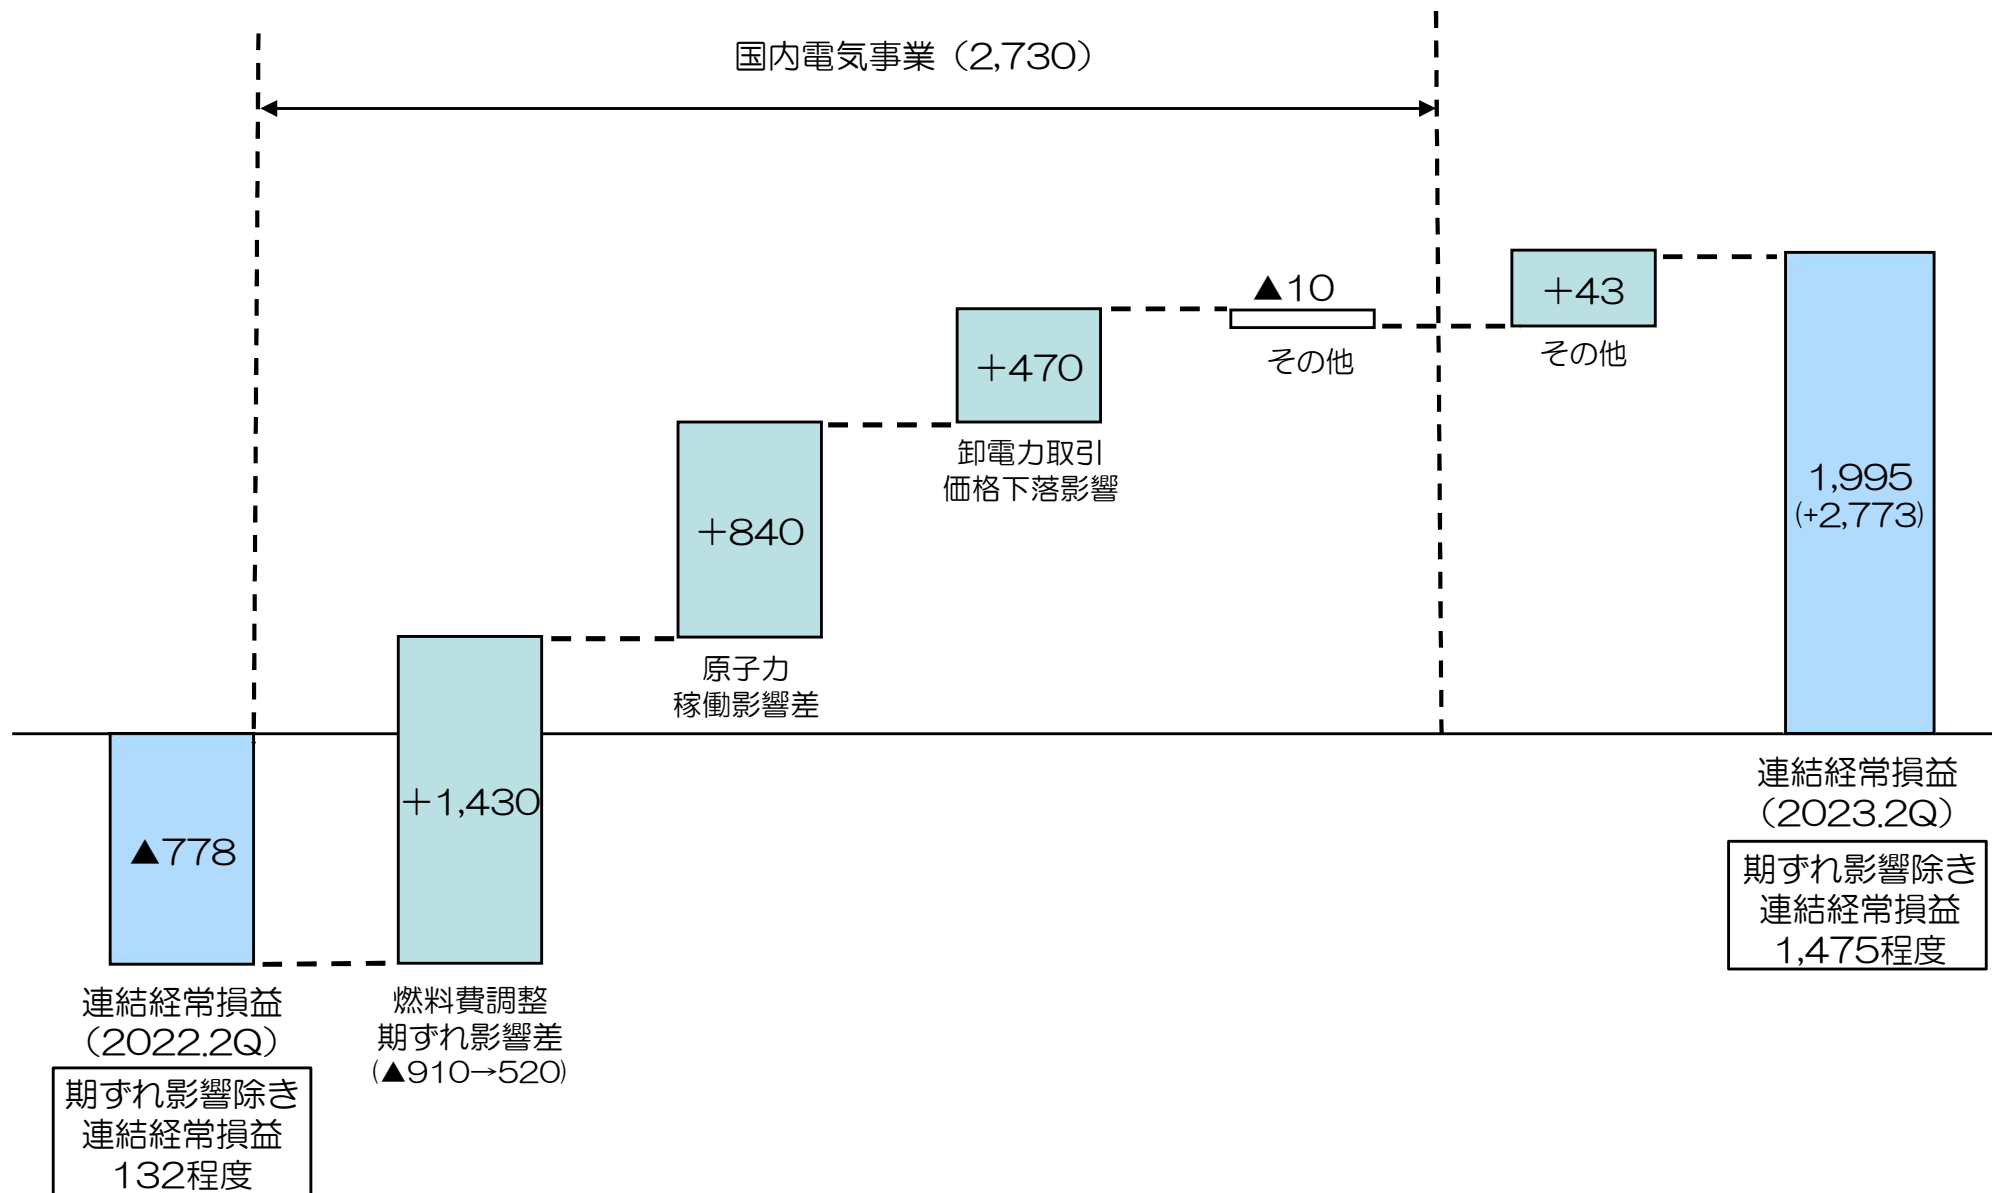 国内電気事業（2,730）
▲778
連結経常損益
（2022.2Q）
期ずれ影響除き
連結経常損益
132程度
＋1,430
燃料費調整
期ずれ影響差
(▲910→520)
＋840
原子力
稼働影響差
＋470
卸電力取引
価格下落影響
▲10
その他
＋43
その他
1,995
(+2,773)
連結経常損益
（2023.2Q）
期ずれ影響除き
連結経常損益
1,475程度